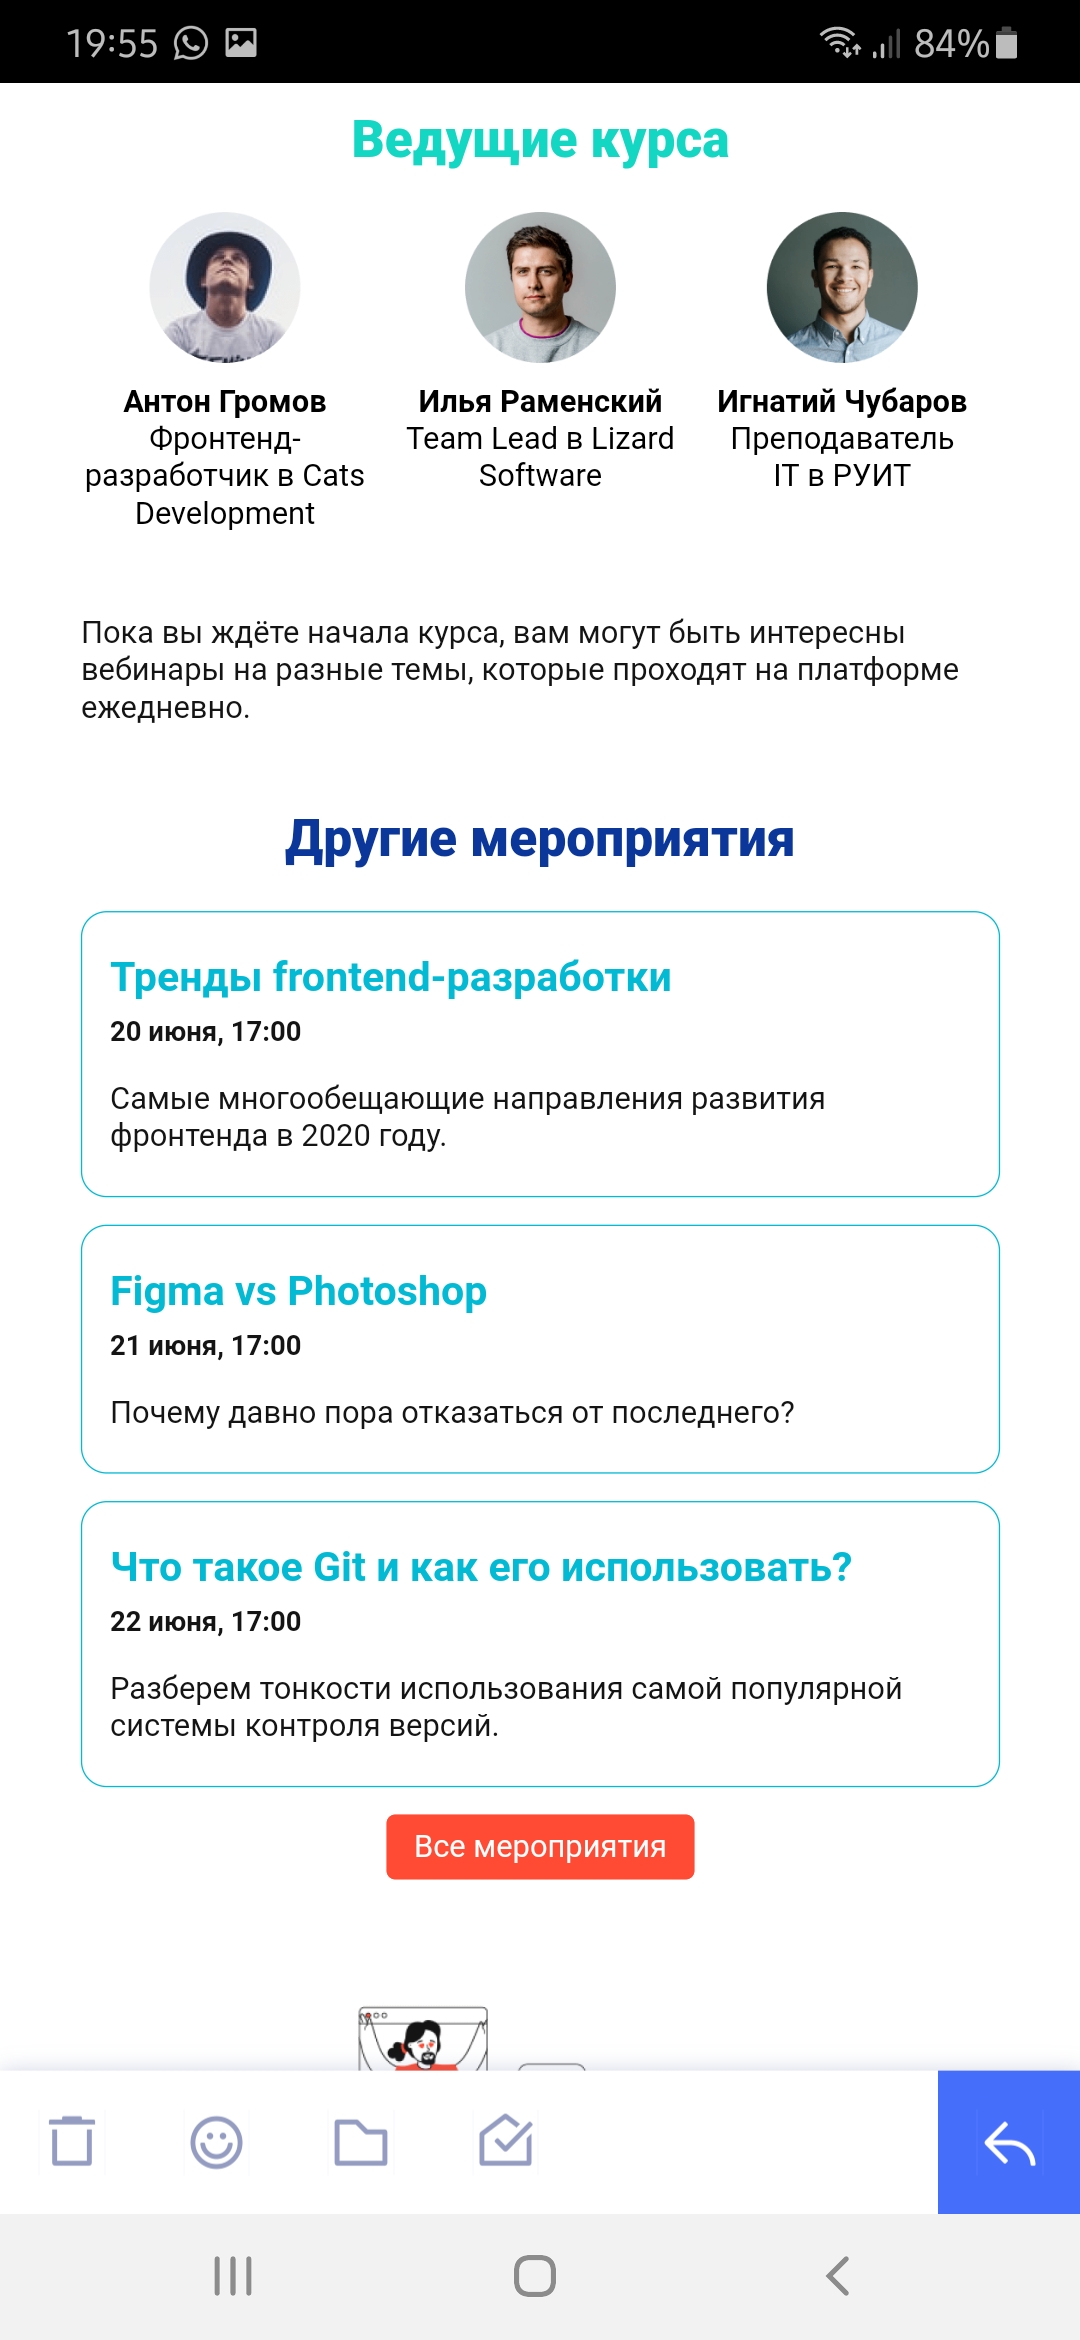 19:55
84%
Ведущие курса
Антон Громов
Фронтенд-
разработчик в Cats
Development
Илья Раменский
Team Lead в Lizard
Software
Игнатий Чубаров
Преподаватель
IT в РУИТ
Пока вы ждёте начала курса, вам могут быть интересны
вебинары на разные темы, которые проходят на платформе
ежедневно.
Другие мероприятия
Тренды frontend-разработки
20 июня, 17:00
Самые многообещающие направления развития
фронтенда в 2020 году.
Figma vs Photoshop
21 июня, 17:00
Почему давно пора отказаться от последнего?
Что такое Git и как его использовать?
22 июня, 17:00
Разберем тонкости использования самой популярной
системы контроля версий.
Все мероприятия